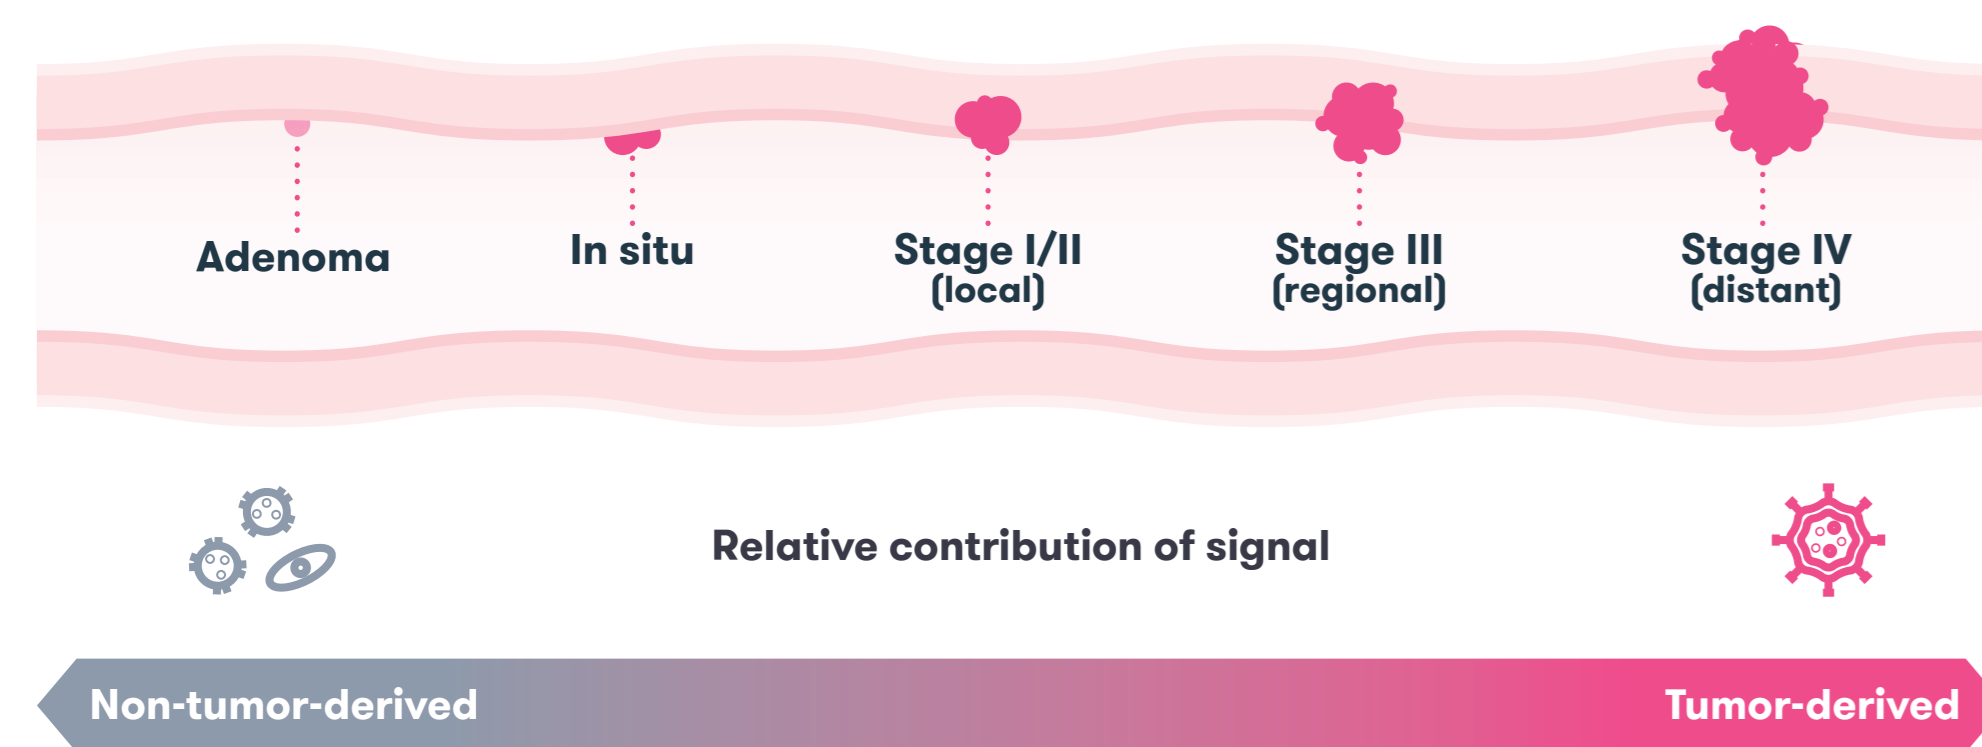 Adenoma
In situ
Stage I/II
(local)
Stage III
(regional)
Stage IV
(distant)
Relative contribution of signal
Non-tumor-derived
Tumor-derived